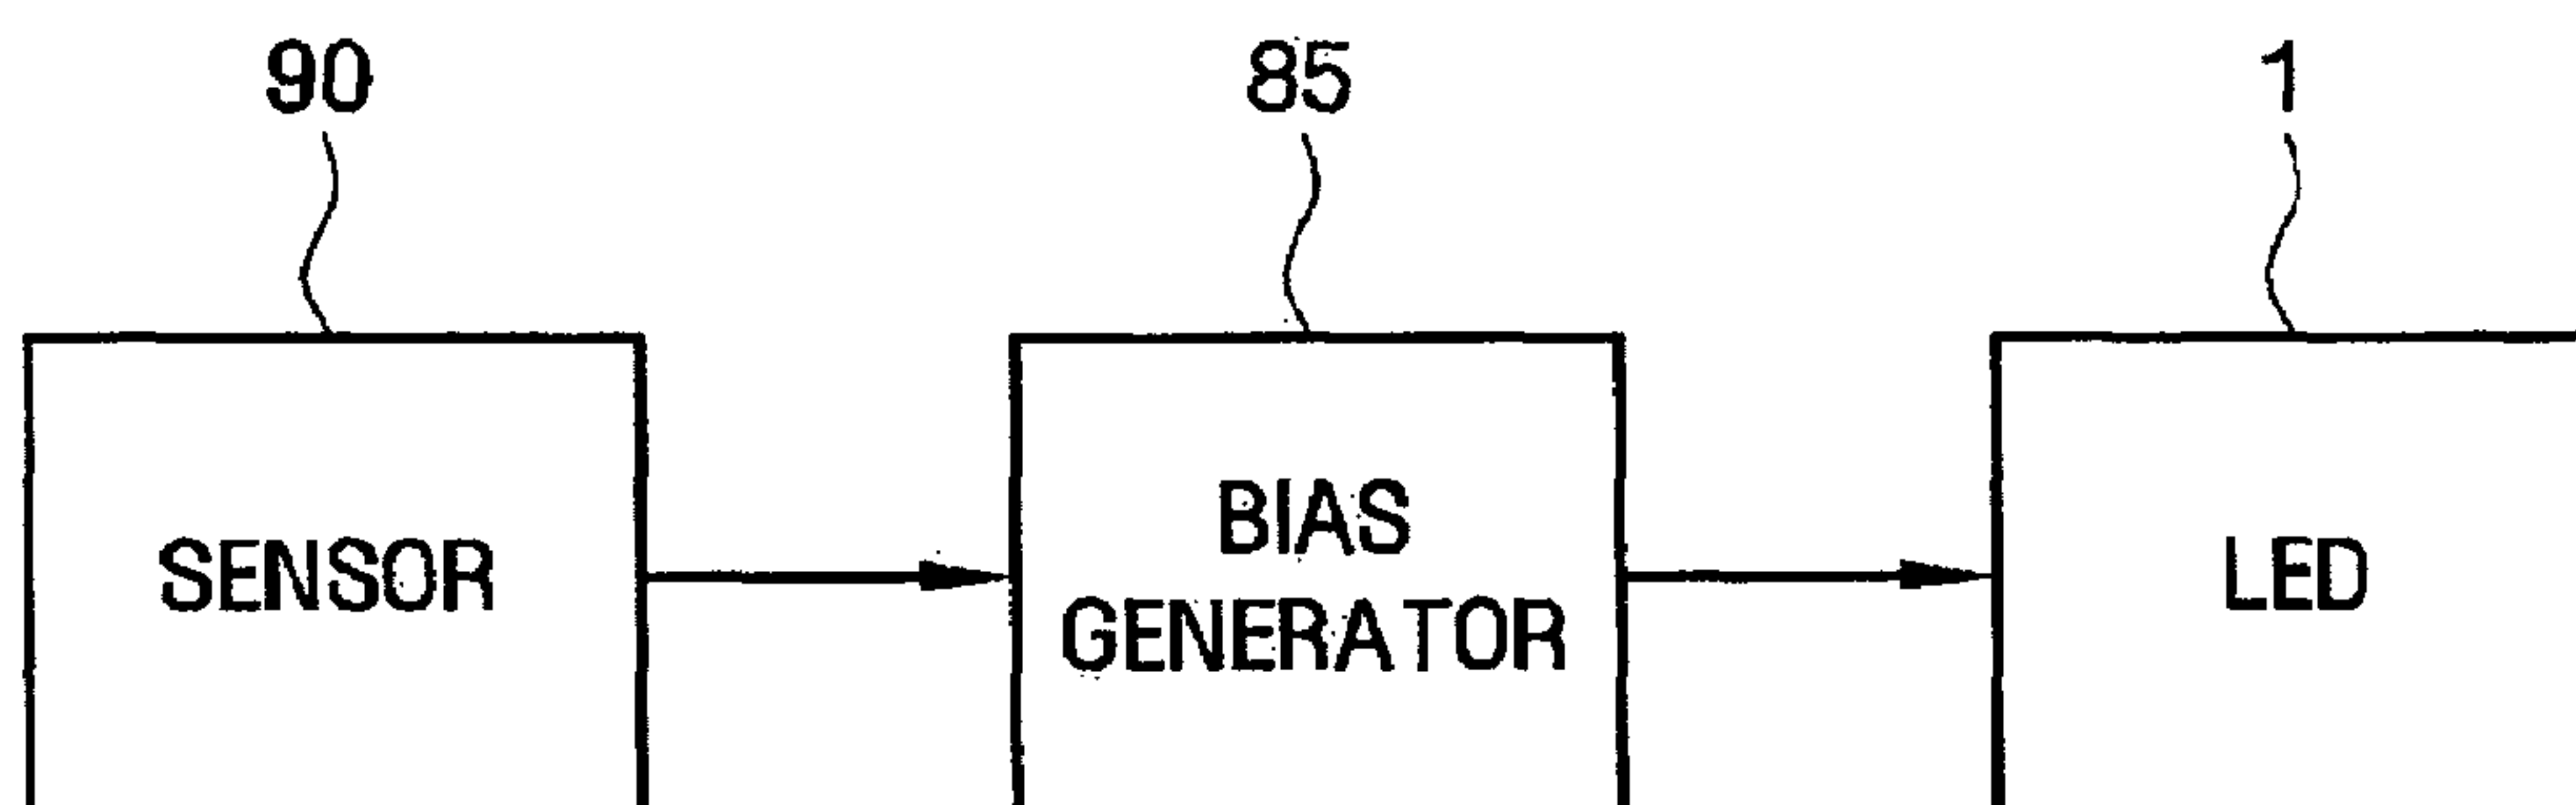 90
85
1
SENSOR
BIAS
GENERATOR
LED